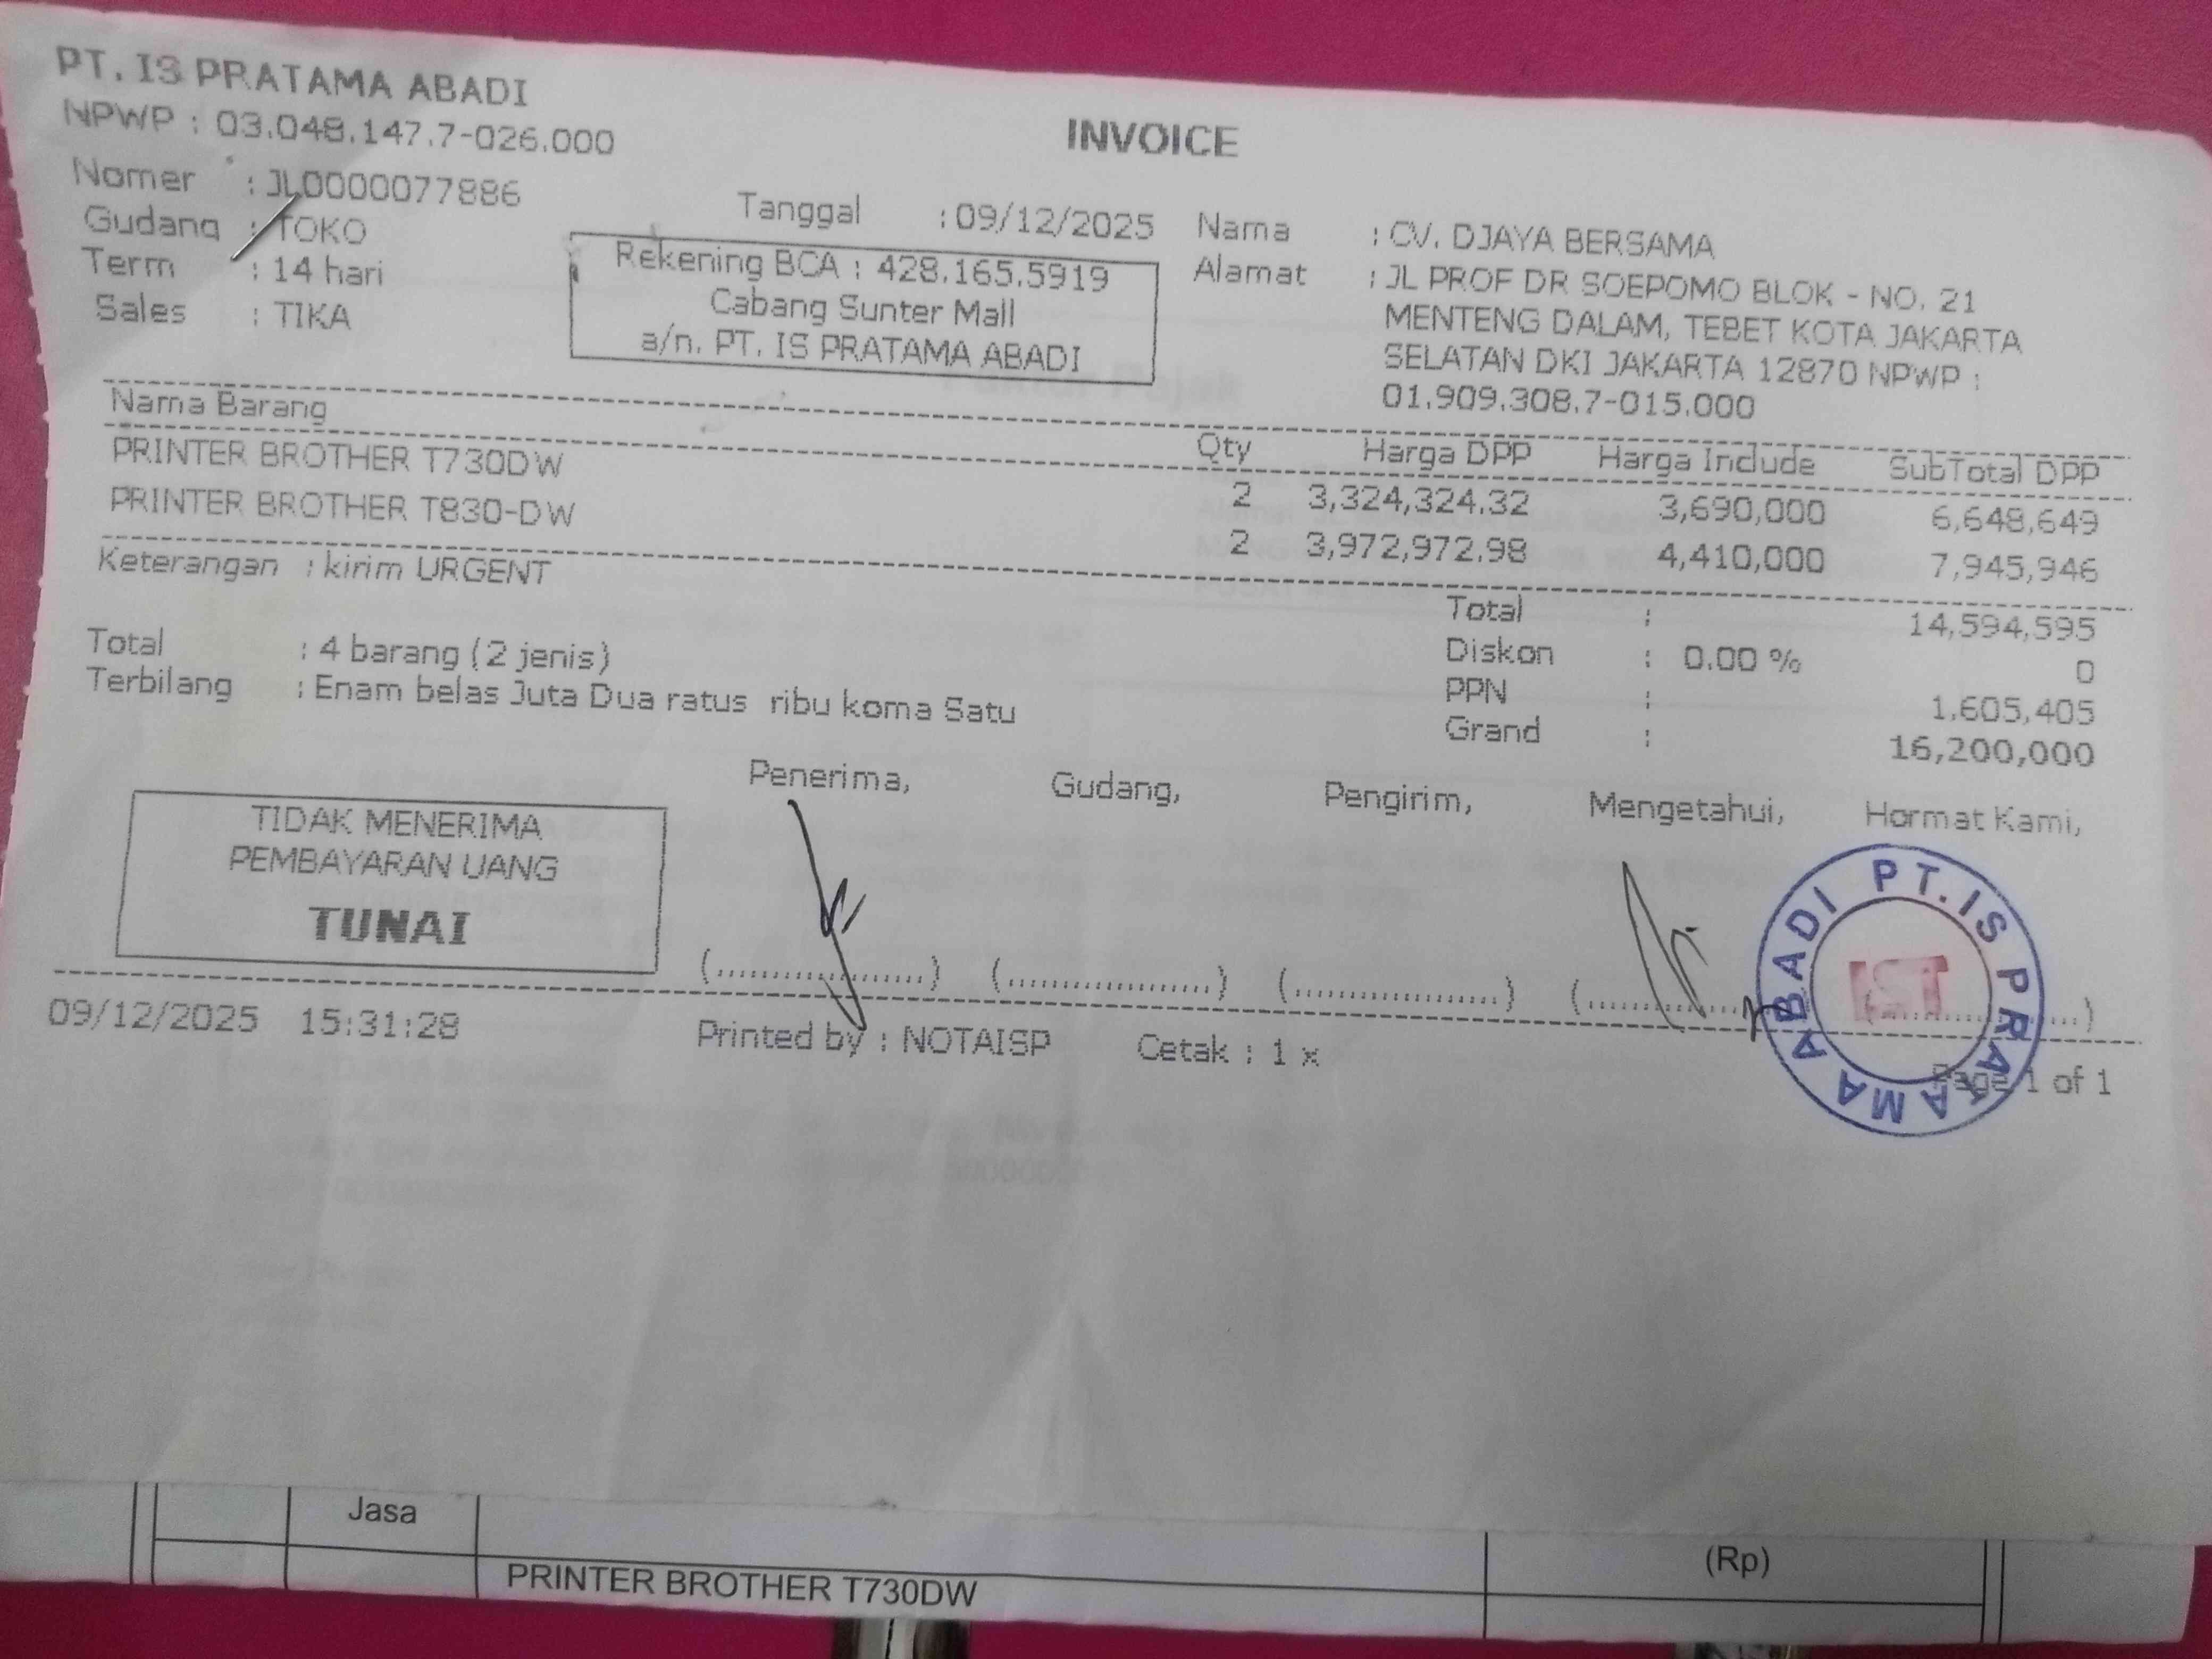 PT. IS PRATAMA ABADI
NPWP : 03.048.147.7-026.000
INVOICE
Nomer : JL0000077886
Gudang : TOKO
Term : 14 hari
Sales : TIKA
Tanggal : 09/12/2025
Rekening BCA : 428.165.5919
Cabang Sunter Mall
a/n. PT. IS PRATAMA ABADI
Nama : CV. DJAYA BERSAMA
Alamat : JL PROF DR SOEPOMO BLOK - NO. 21
MENTENG DALAM, TEBET KOTA JAKARTA
SELATAN DKI JAKARTA 12870 NPWP :
01.909.308.7-015.000
Nama Barang Qty Harga DPP Harga Include SubTotal DPP
PRINTER BROTHER T730DW 2 3,324,324.32 3,690,000 6,648,649
PRINTER BROTHER T830-DW 2 3,972,972.98 4,410,000 7,945,946
Keterangan : kirim URGENT
Total : 14,594,595
Diskon : 0.00 % 0
PPN : 1,605,405
Grand : 16,200,000
Total : 4 barang (2 jenis)
Terbilang : Enam belas Juta Dua ratus ribu koma Satu
Penerima, Gudang, Pengirim, Mengetahui, Hormat Kami,
TIDAK MENERIMA
PEMBAYARAN UANG
TUNAI
(....................) (....................) (....................) (....................) (....................)
PT. IS PRATAMA ABADI
IST
09/12/2025 15:31:28 Printed by : NOTAISP Cetak : 1 x
Page 1 of 1
Jasa (Rp)
PRINTER BROTHER T730DW